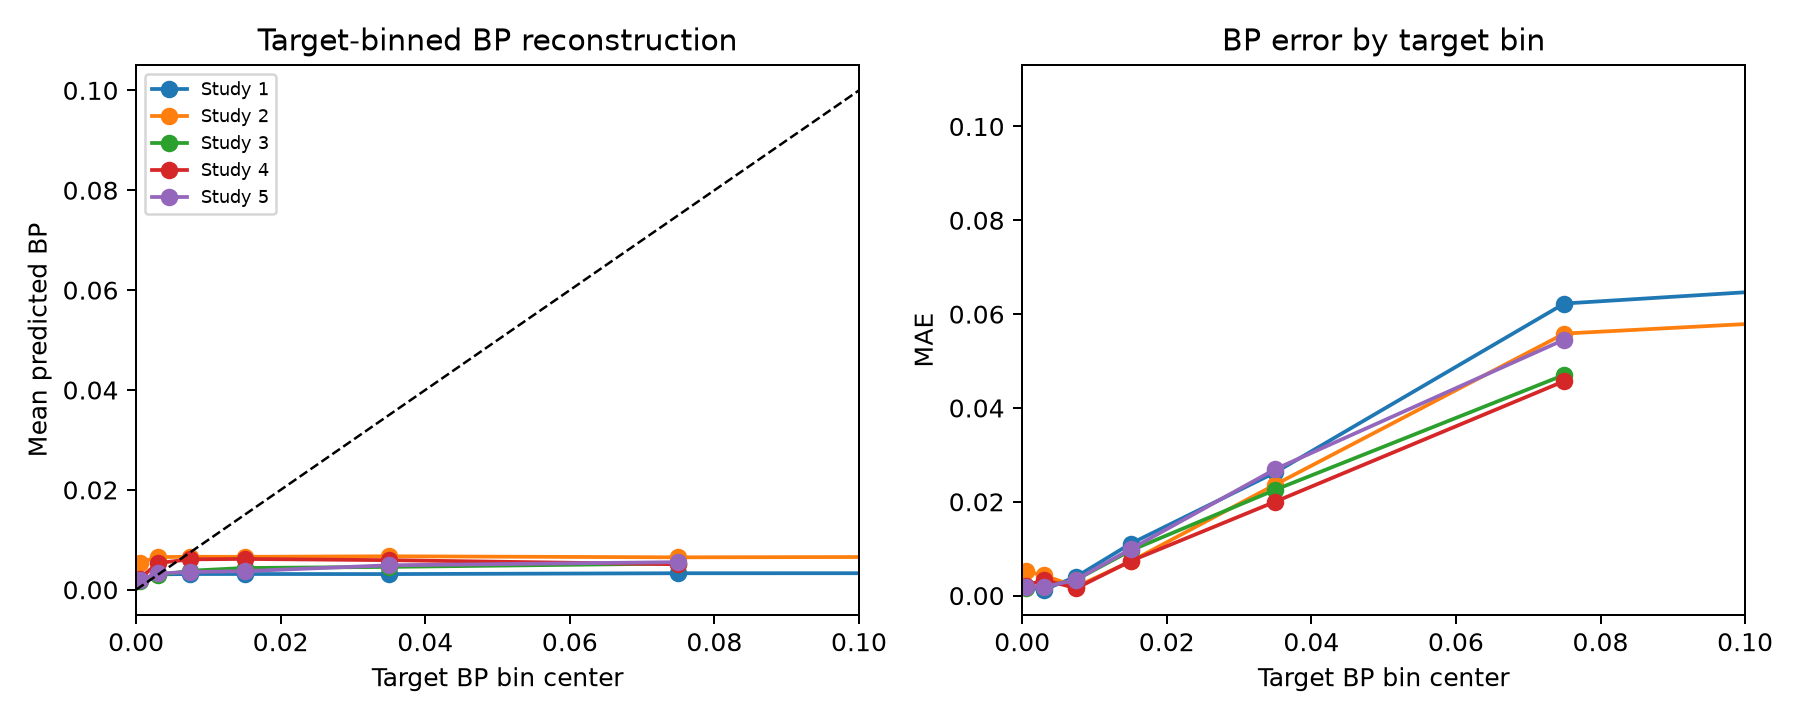 Target-binned BP reconstruction
Mean predicted BP
0.10
0.08
0.06
0.04
0.02
0.00
Study 1
Study 2
Study 3
Study 4
Study 5
0.00 0.02 0.04 0.06 0.08 0.10
Target BP bin center
BP error by target bin
MAE
0.10
0.08
0.06
0.04
0.02
0.00
0.00 0.02 0.04 0.06 0.08 0.10
Target BP bin center